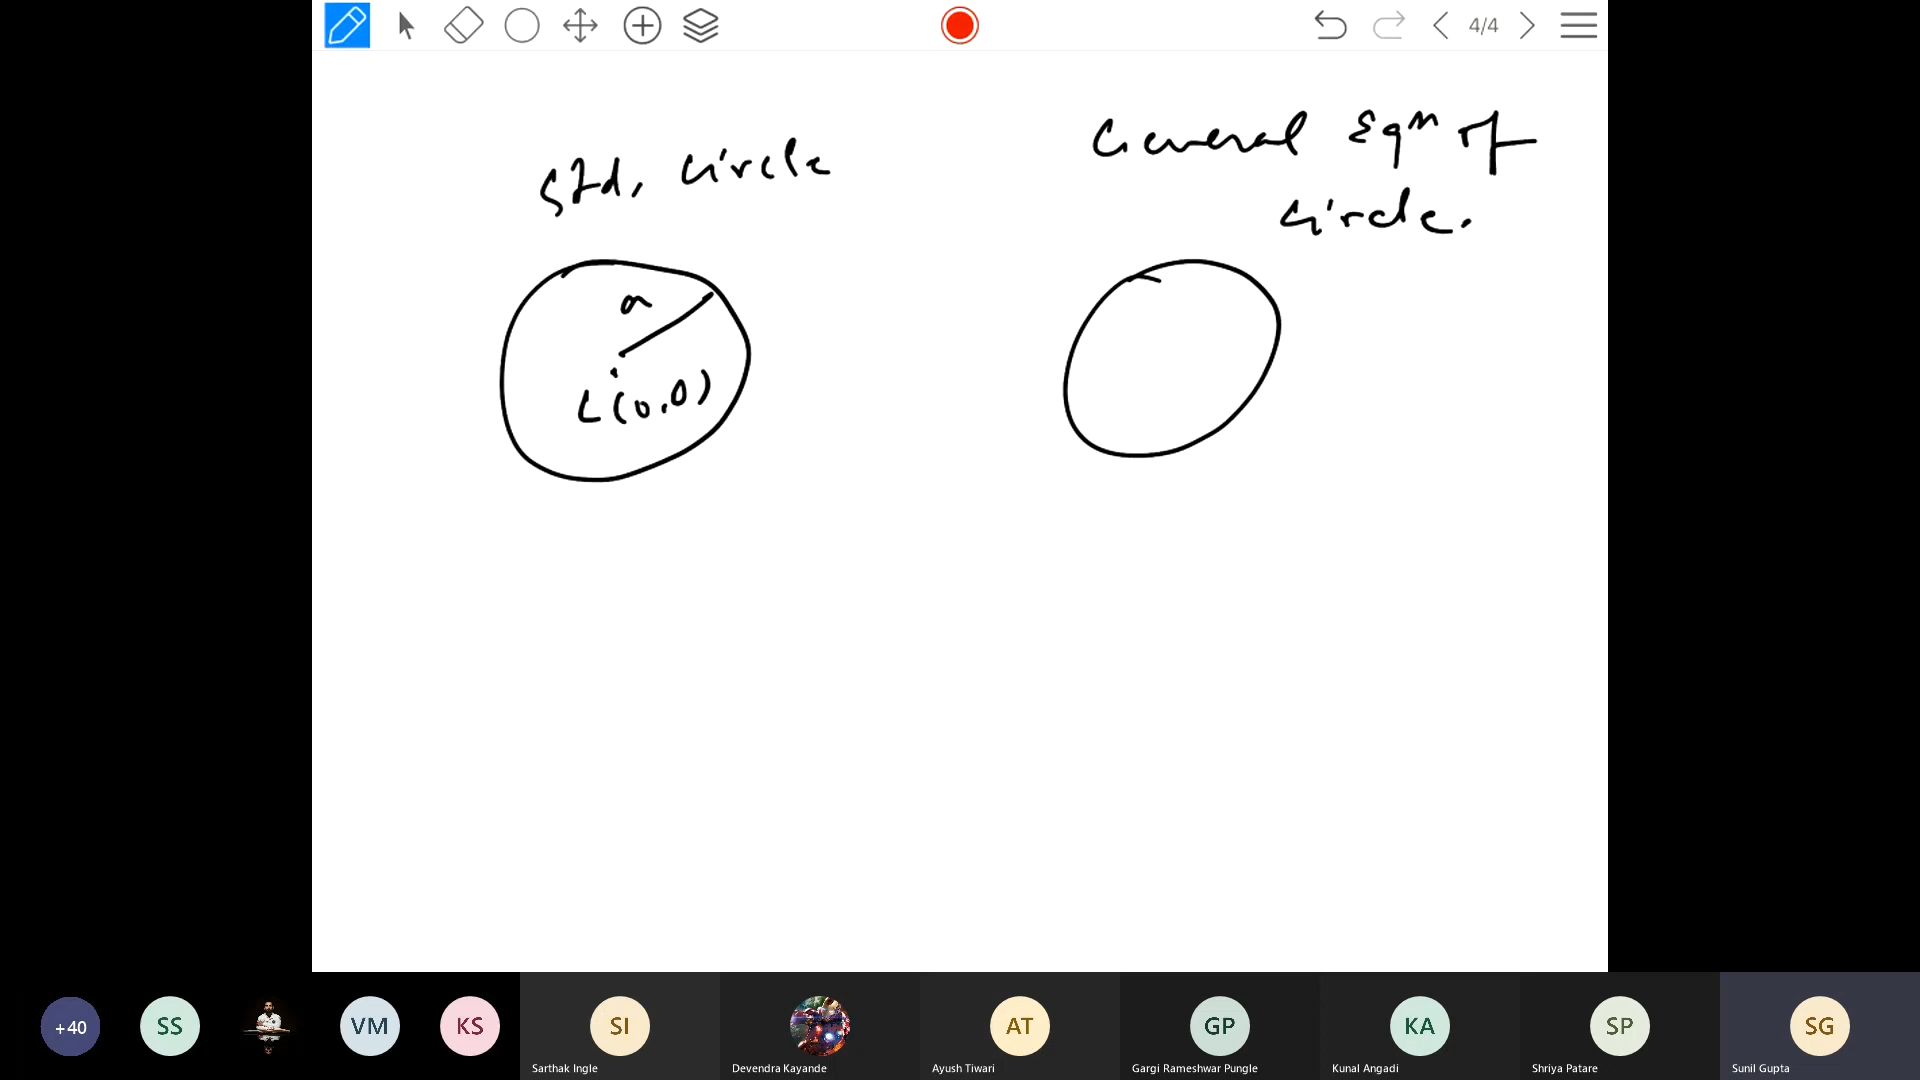 4/4
Std. circle
General Eqn of
circle.
a
C(0,0)
+40
SS
VM
KS
SI
AT
GP
KA
SP
SG
Sarthak Ingle
Devendra Kayande
Ayush Tiwari
Gargi Rameshwar Pungle
Kunal Angadi
Shriya Patare
Sunil Gupta